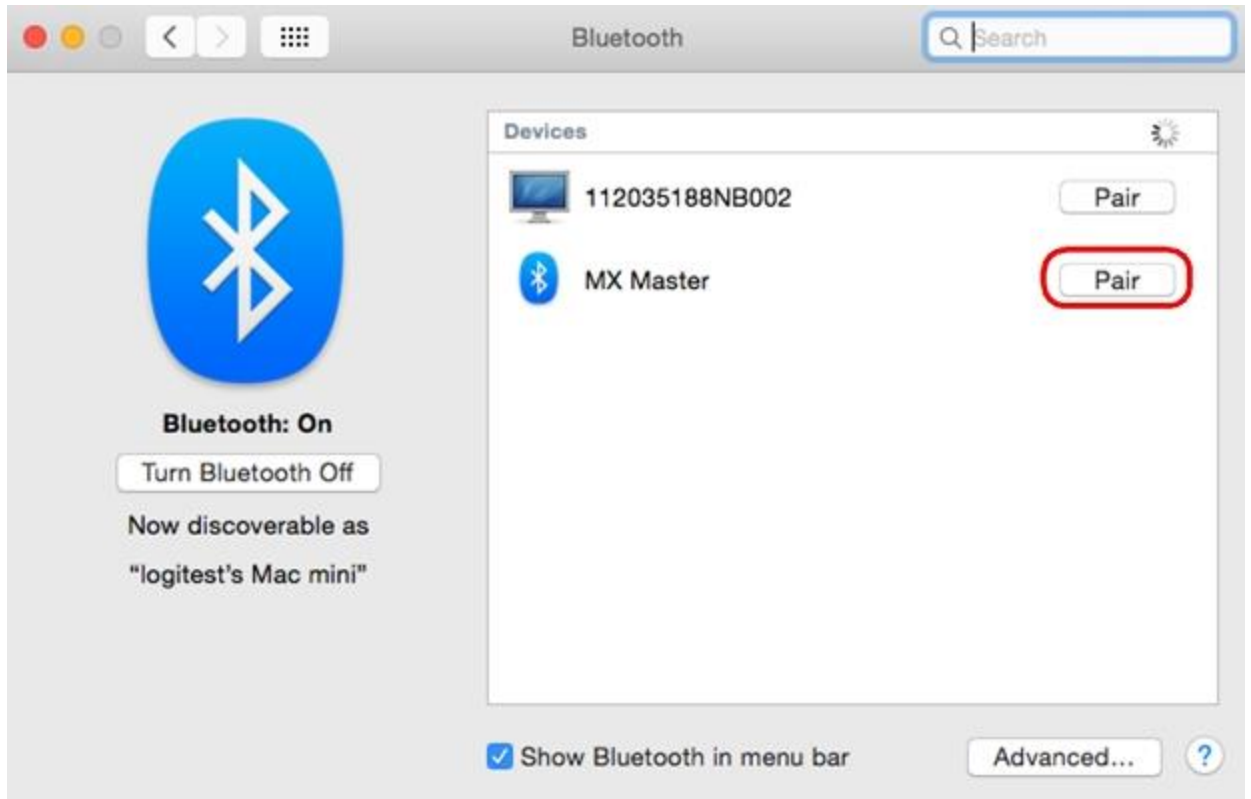 Bluetooth
Search
Devices
112035188NB002
Pair
MX Master
Pair
Bluetooth: On
Turn Bluetooth Off
Now discoverable as
“logitest’s Mac mini”
Show Bluetooth in menu bar
Advanced...
?